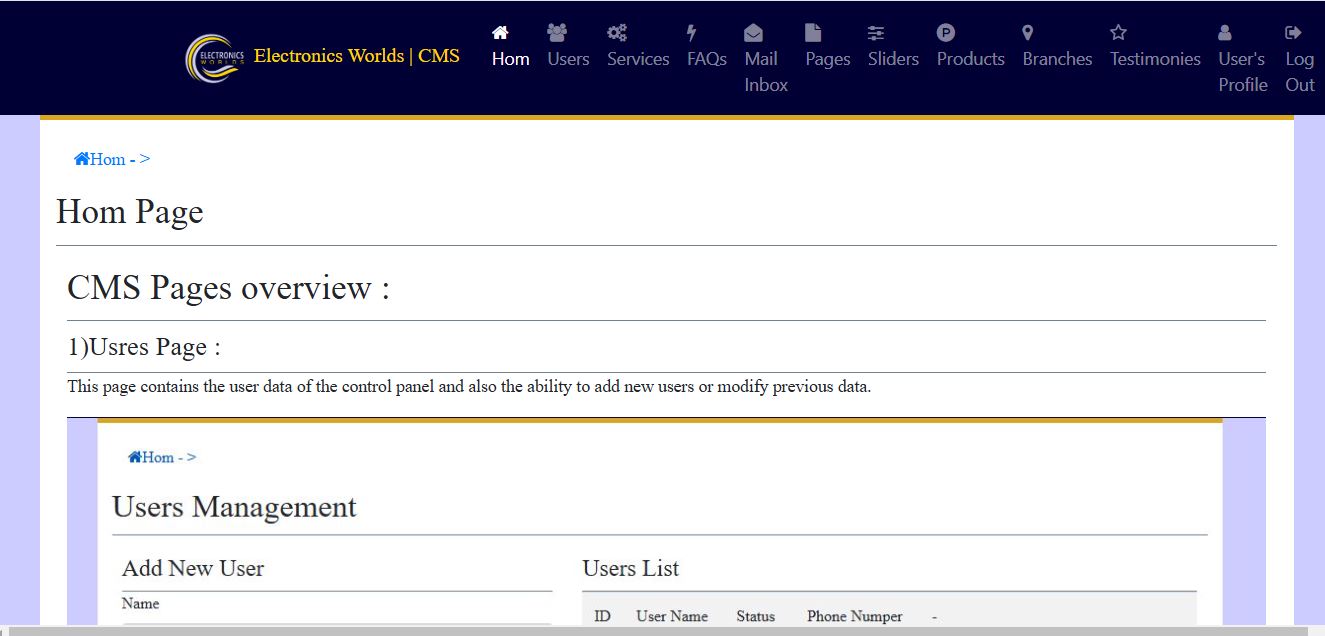 ELECTRONICS
WORLDS
Electronics Worlds | CMS
Hom
Users
Services
FAQs
Mail
Inbox
Pages
Sliders
Products
Branches
Testimonies
User's
Profile
Log
Out
Hom - >
Hom Page
CMS Pages overview :
1)Usres Page :
This page contains the user data of the control panel and also the ability to add new users or modify previous data.
Hom - >
Users Management
Add New User
Users List
Name
ID User Name Status Phone Numper -